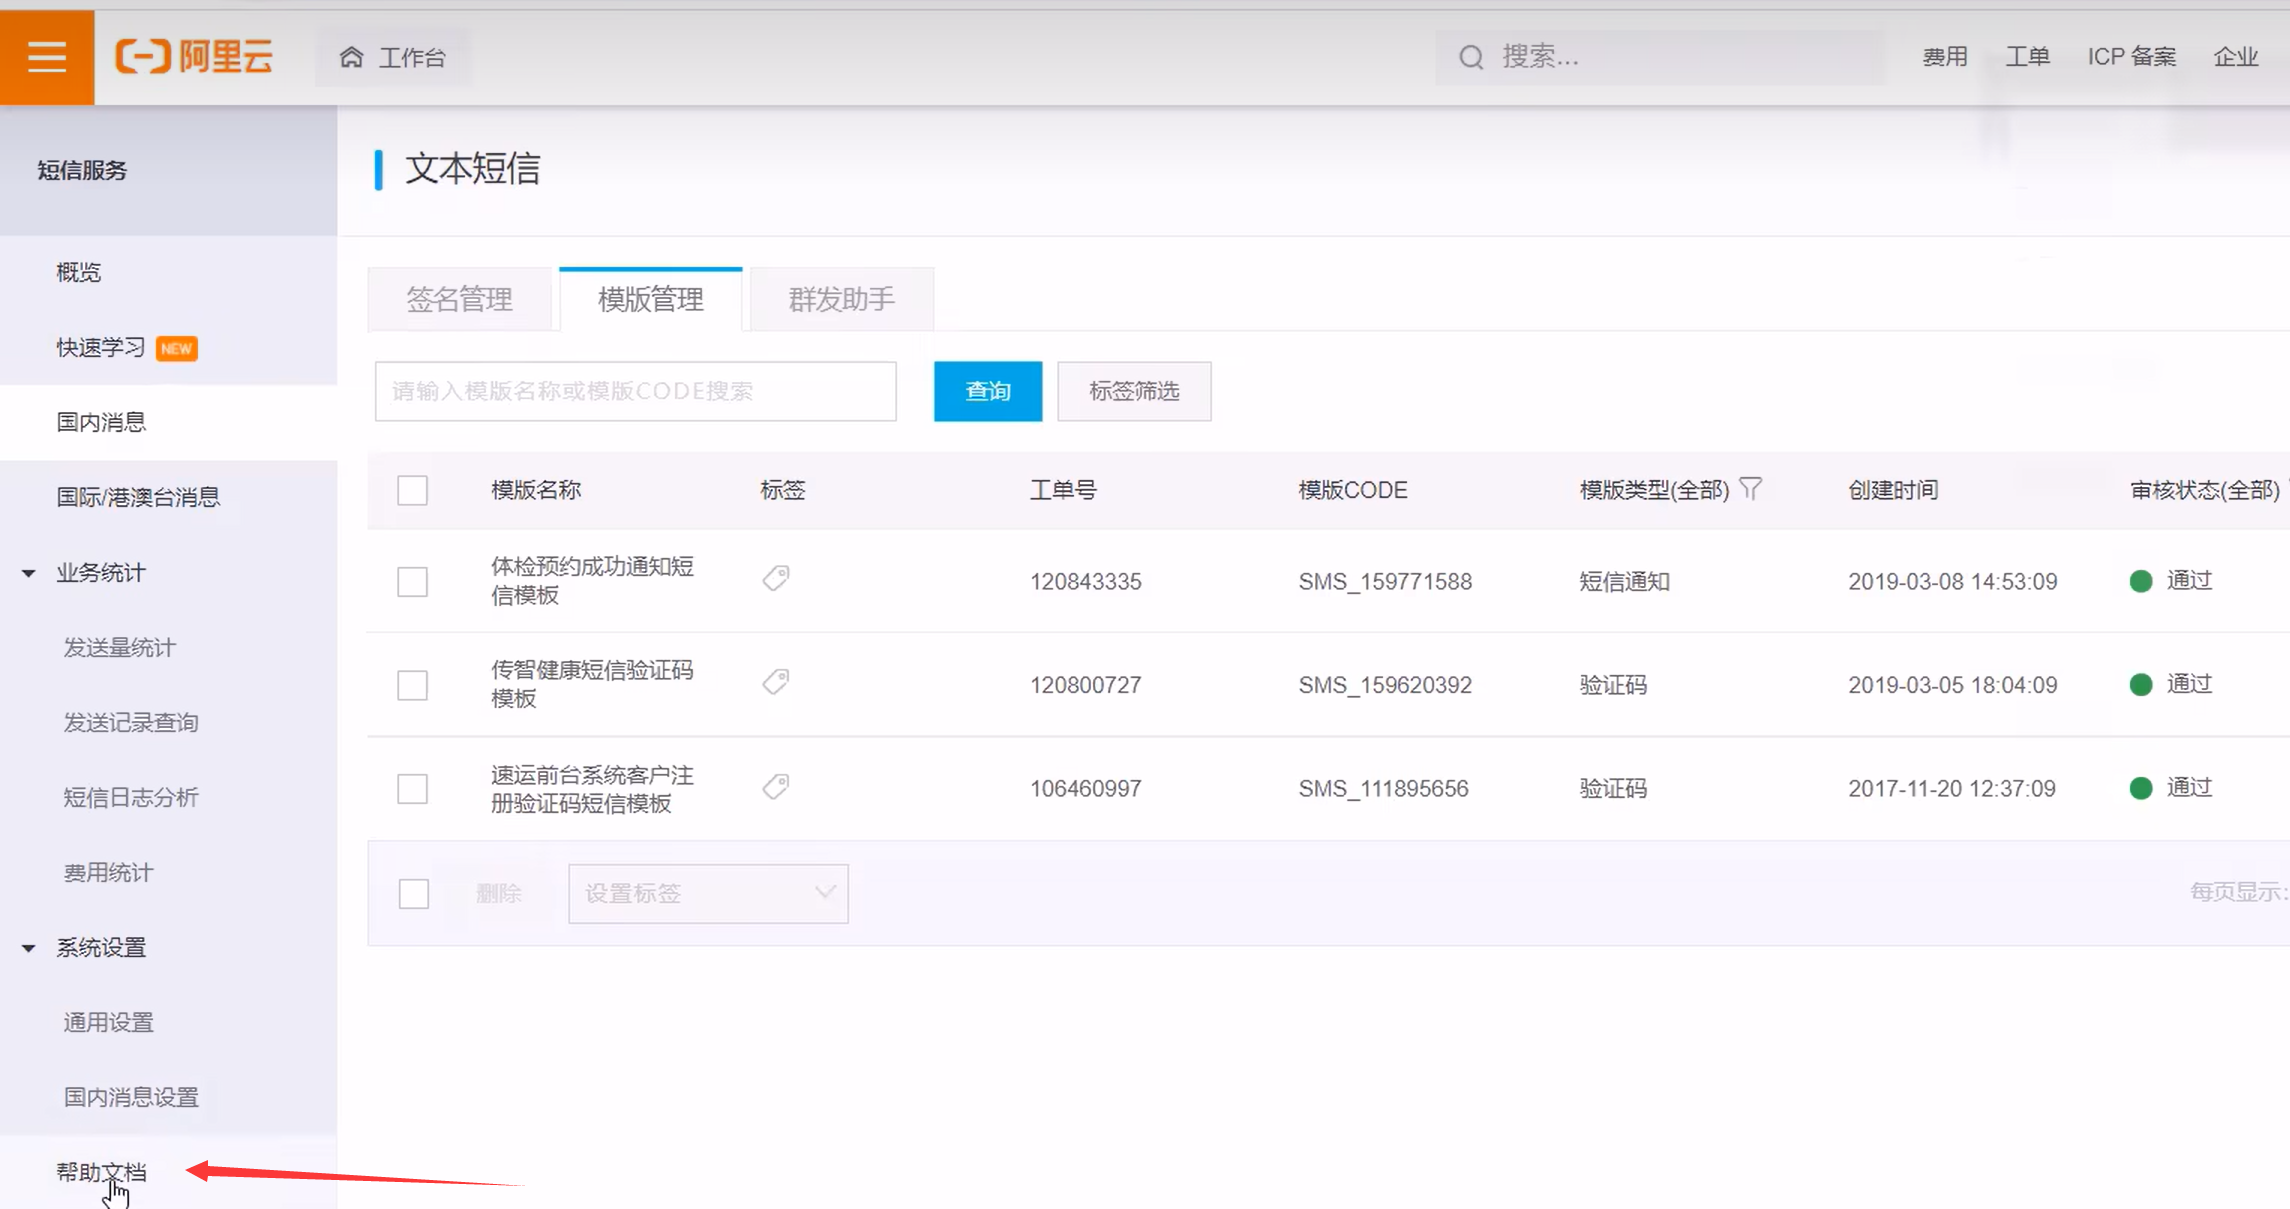 阿里云
工作台
搜索...
费用
工单
ICP 备案
企业
短信服务
概览
快速学习 NEW
国内消息
国际/港澳台消息
业务统计
发送量统计
发送记录查询
短信日志分析
费用统计
系统设置
通用设置
国内消息设置
帮助文档
文本短信
签名管理
模版管理
群发助手
请输入模版名称或模版CODE搜索
查询
标签筛选
模版名称
标签
工单号
模版CODE
模版类型(全部)
创建时间
审核状态(全部)
体检预约成功通知短
信模板
120843335
SMS_159771588
短信通知
2019-03-08 14:53:09
通过
传智健康短信验证码
模板
120800727
SMS_159620392
验证码
2019-03-05 18:04:09
通过
速运前台系统客户注
册验证码短信模板
106460997
SMS_111895656
验证码
2017-11-20 12:37:09
通过
删除
设置标签
每页显示: